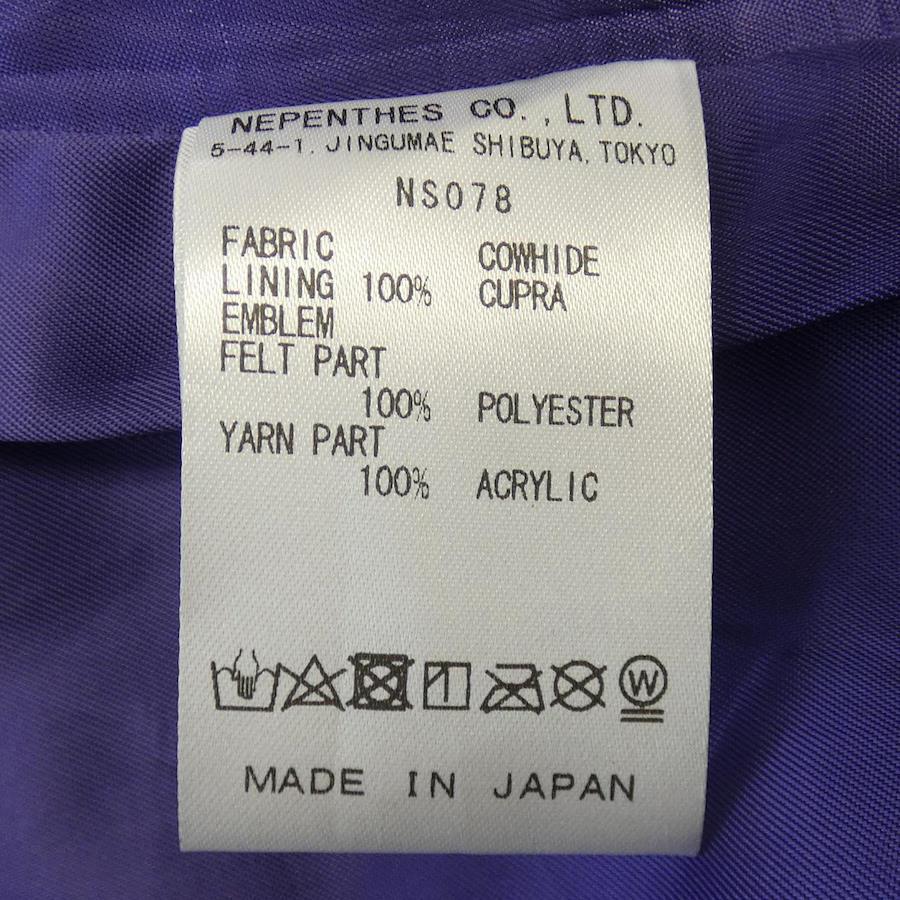 NEPENTHES CO.,LTD.
5-44-1. JINGUMAE SHIBUYA. TOKYO
NS078
FABRIC COWHIDE
LINING 100% CUPRA
EMBLEM
FELT PART
100% POLYESTER
YARN PART
100% ACRYLIC
W
MADE IN JAPAN